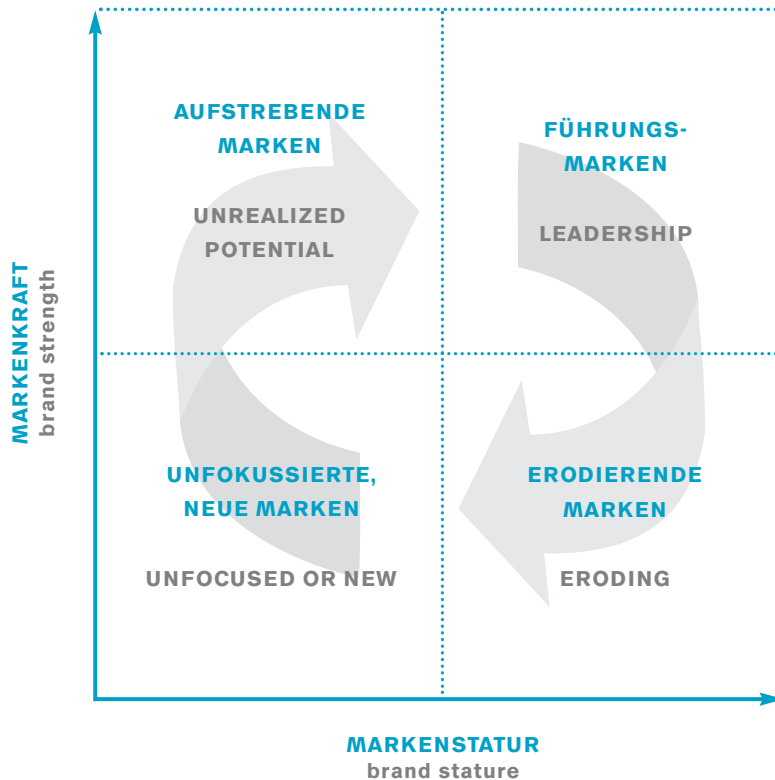 AUFSTREBENDE
MARKEN
UNREALIZED
POTENTIAL
FÜHRUNGS-
MARKEN
LEADERSHIP
MARKENKRAFT
brand strength
UNFOKUSSIERTE,
NEUE MARKEN
UNFOCUSED OR NEW
ERODIERENDE
MARKEN
ERODING
MARKENSTATUR
brand stature